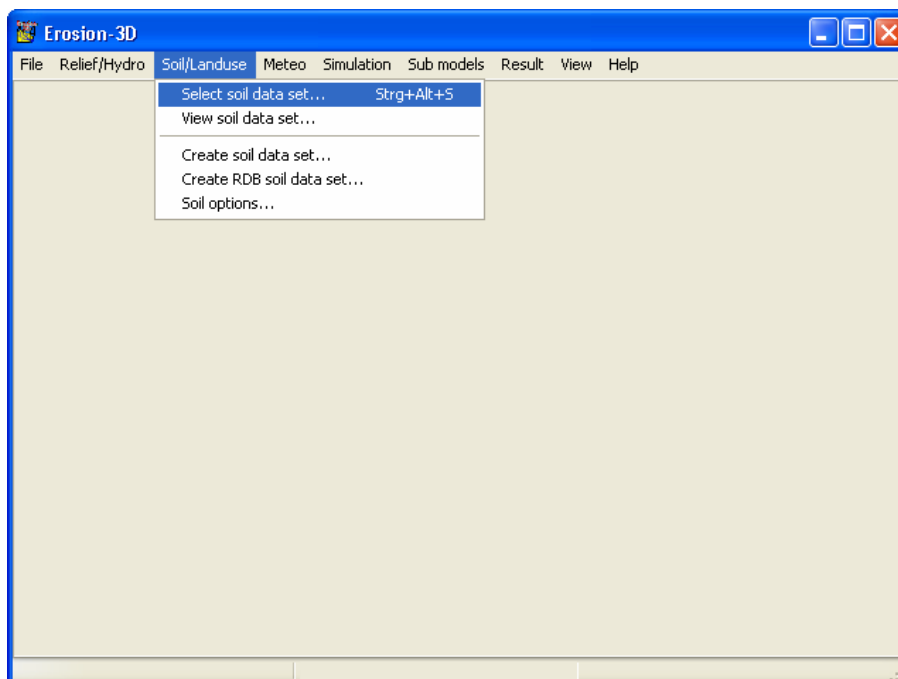 Erosion-3D
File Relief/Hydro Soil/Landuse Meteo Simulation Sub models Result View Help
Select soil data set... Strg+Alt+S
View soil data set...
Create soil data set...
Create RDB soil data set...
Soil options...